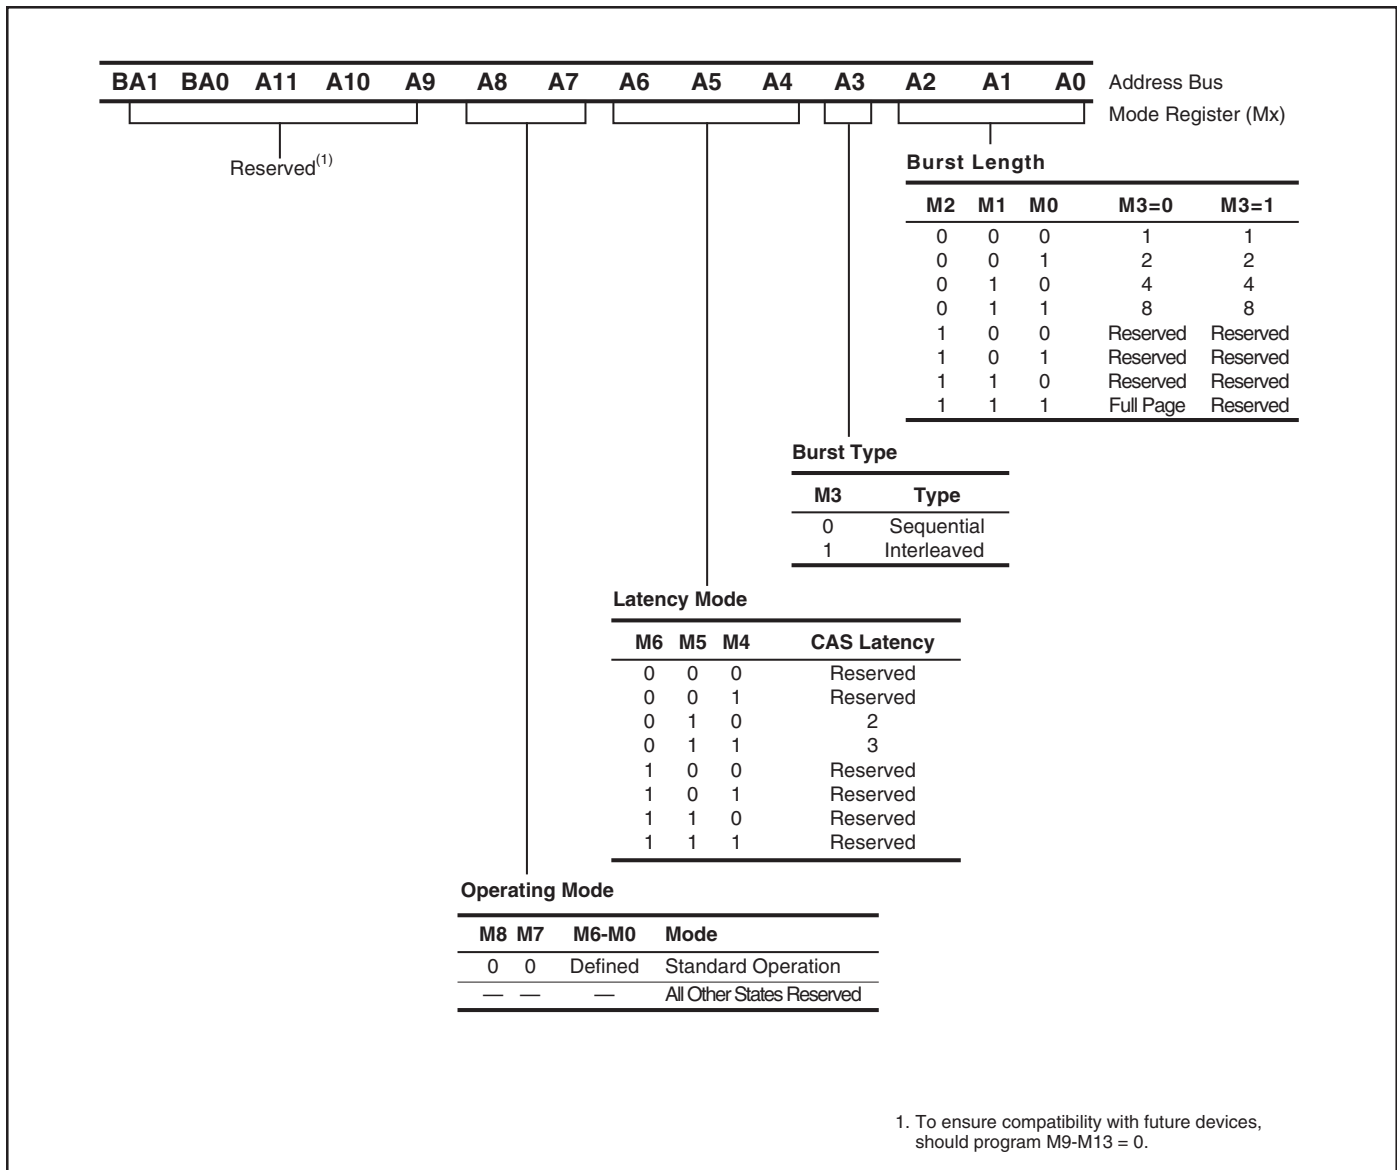 BA1 BA0 A11 A10 A9 A8 A7 A6 A5 A4 A3 A2 A1 A0 Address Bus
Mode Register (Mx)
Reserved(1)
Burst Length
M2 M1 M0 M3=0 M3=1
0 0 0 1 1
0 0 1 2 2
0 1 0 4 4
0 1 1 8 8
1 0 0 Reserved Reserved
1 0 1 Reserved Reserved
1 1 0 Reserved Reserved
1 1 1 Full Page Reserved
Burst Type
M3 Type
0 Sequential
1 Interleaved
Latency Mode
M6 M5 M4 CAS Latency
0 0 0 Reserved
0 0 1 Reserved
0 1 0 2
0 1 1 3
1 0 0 Reserved
1 0 1 Reserved
1 1 0 Reserved
1 1 1 Reserved
Operating Mode
M8 M7 M6-M0 Mode
0 0 Defined Standard Operation
— — — All Other States Reserved
1. To ensure compatibility with future devices,
should program M9-M13 = 0.